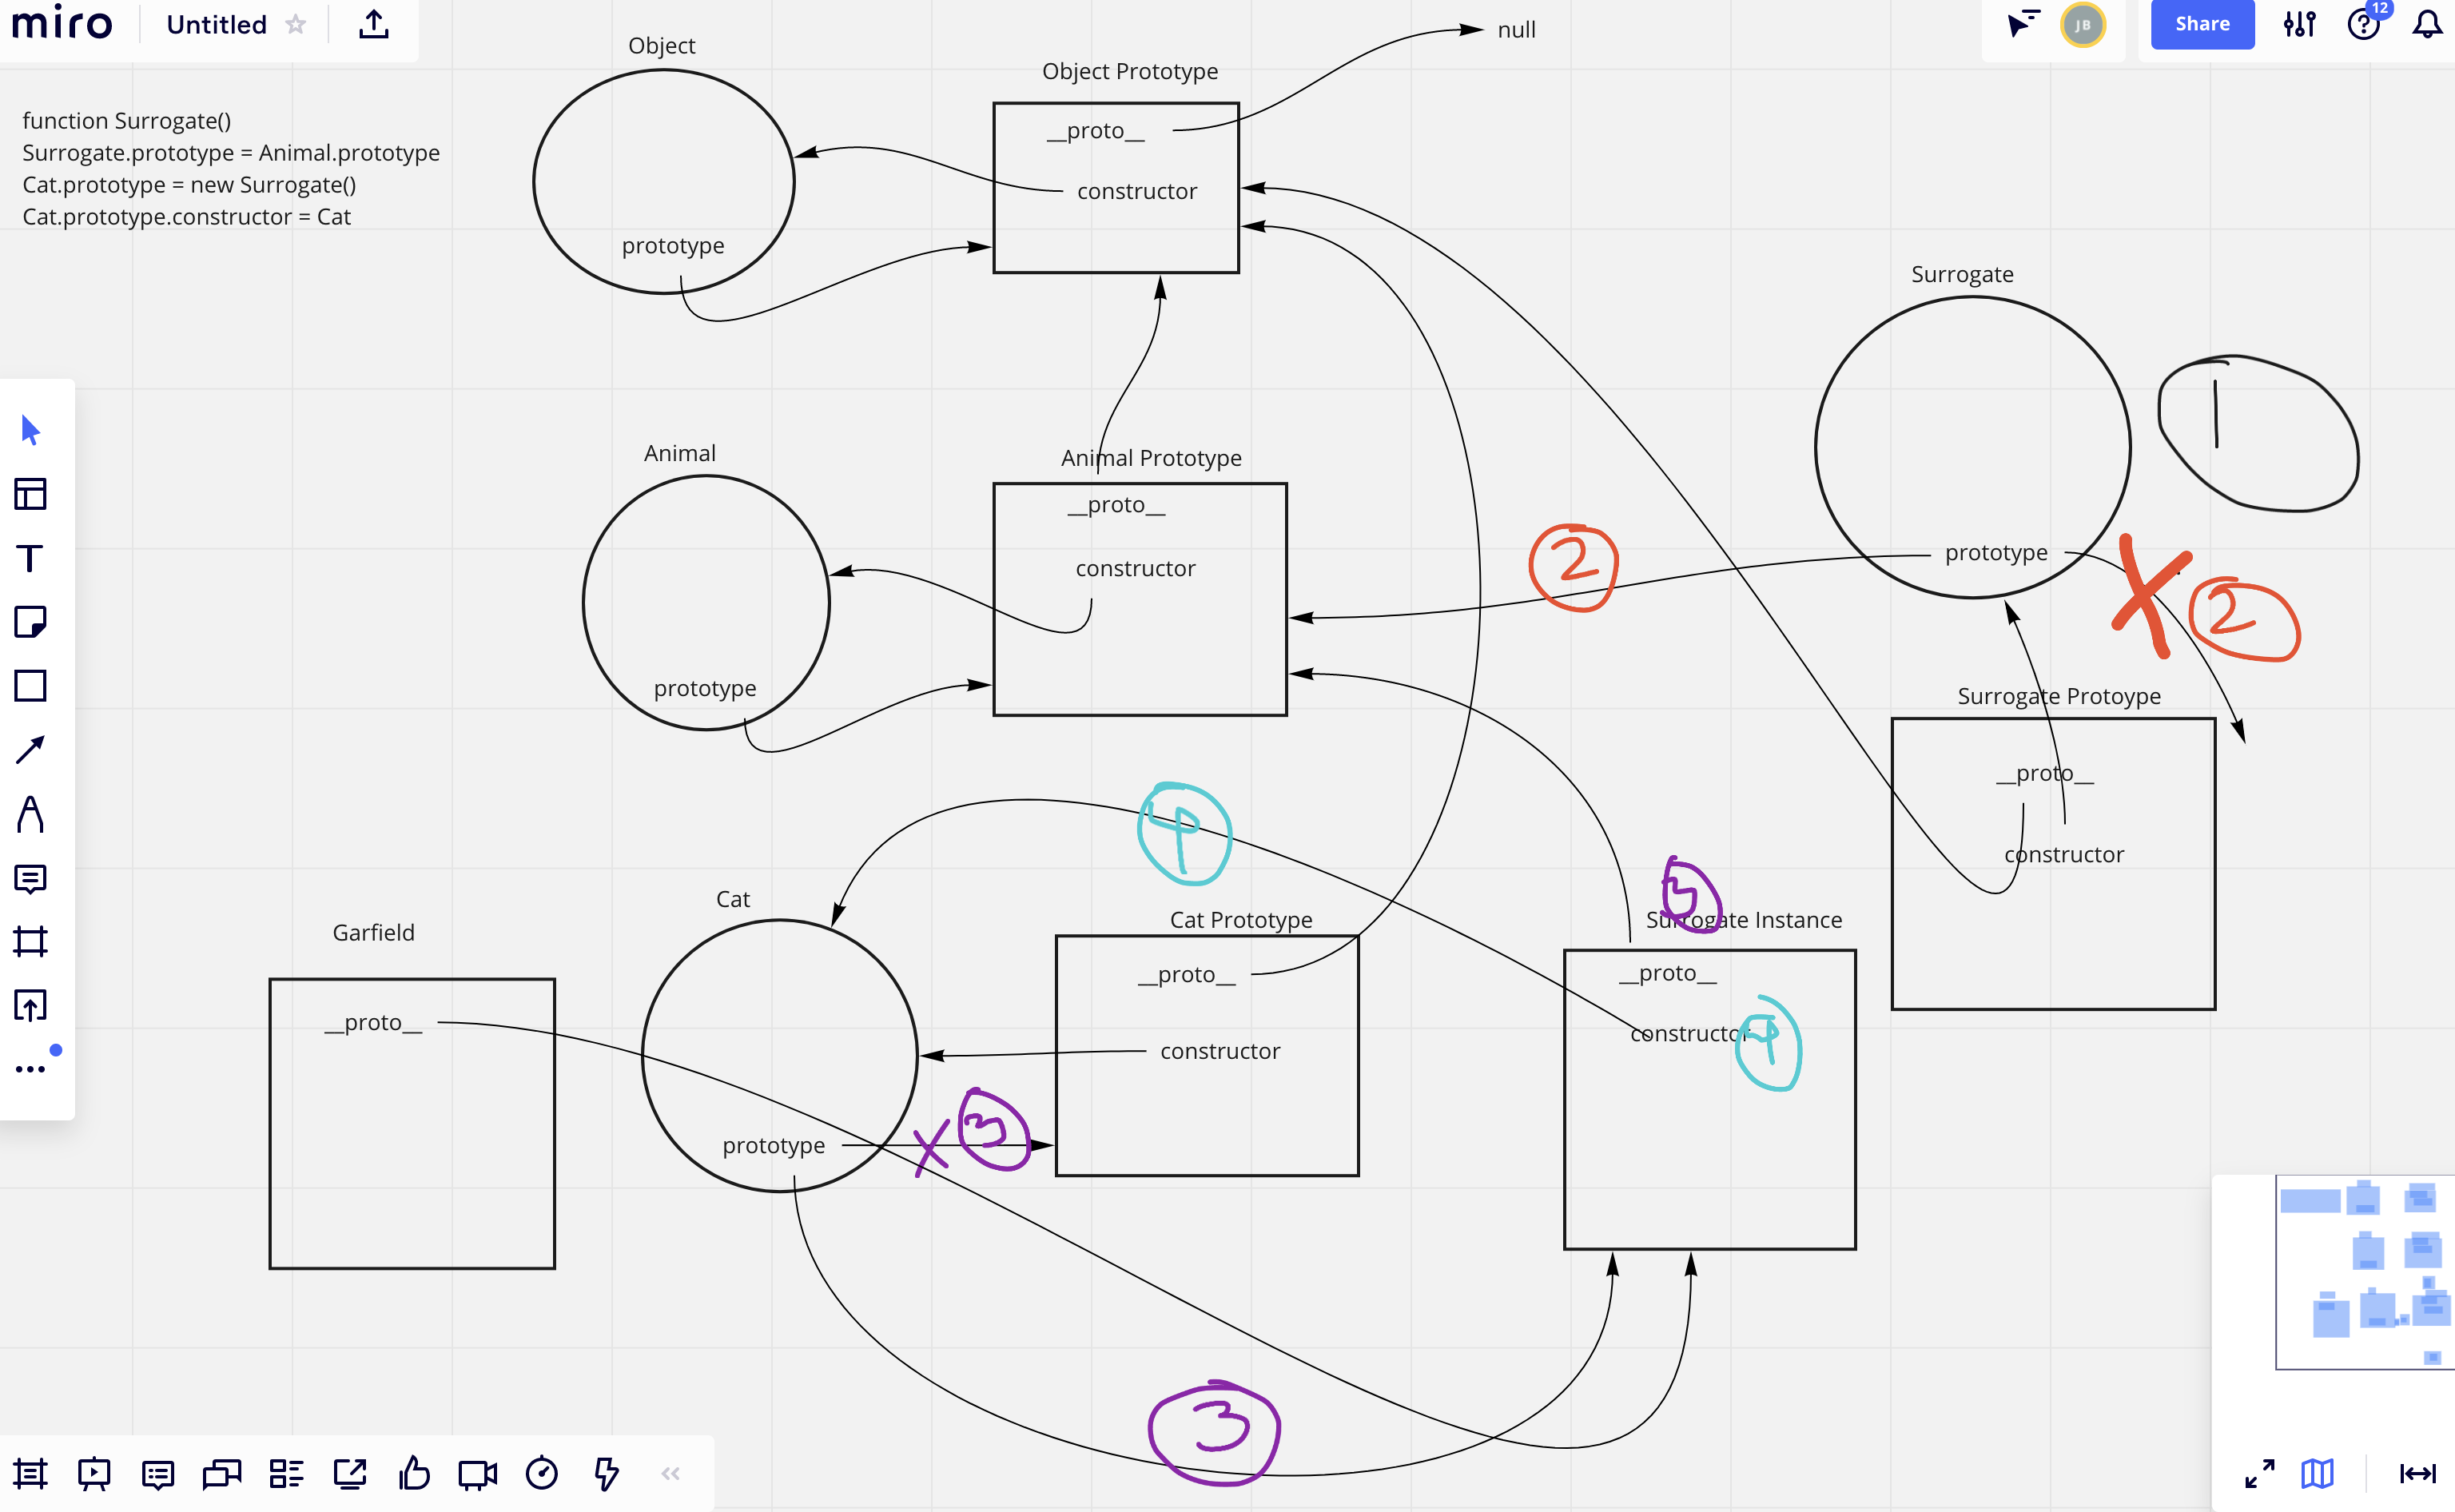 miro
Untitled
Share
JB
12
function Surrogate()
Surrogate.prototype = Animal.prototype
Cat.prototype = new Surrogate()
Cat.prototype.constructor = Cat
Object
prototype
Object Prototype
__proto__
constructor
null
Surrogate
prototype
1
2
2
Animal
prototype
Animal Prototype
__proto__
constructor
Surrogate Protoype
__proto__
constructor
4
Garfield
__proto__
Cat
prototype
X
3
Cat Prototype
__proto__
constructor
Surrogate Instance
__proto__
constructor
4
3